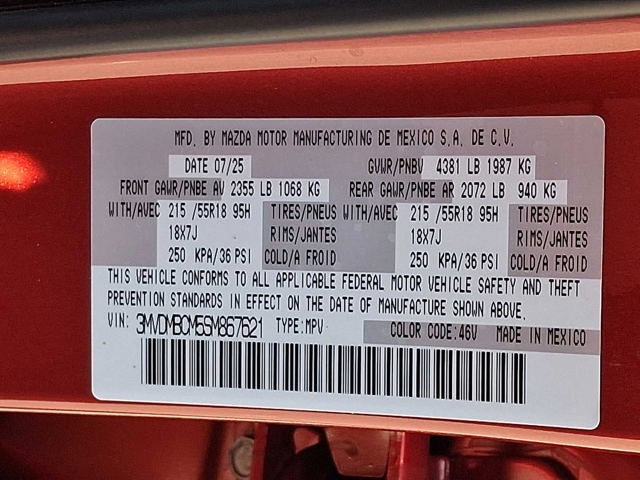 MFD. BY MAZDA MOTOR MANUFACTURING DE MEXICO S.A. DE C.V.
DATE 07/25 GVWR/PNBV 4381 LB 1987 KG
FRONT GAWR/PNBE AV 2355 LB 1068 KG REAR GAWR/PNBE AR 2072 LB 940 KG
WITH/AVEC 215 /55R18 95H TIRES/PNEUS WITH/AVEC 215 /55R18 95H TIRES/PNEUS
18X7J RIMS/JANTES 18X7J RIMS/JANTES
250 KPA/36 PSI COLD/A FROID 250 KPA/36 PSI COLD/A FROID
THIS VEHICLE CONFORMS TO ALL APPLICABLE FEDERAL MOTOR VEHICLE SAFETY AND THEFT
PREVENTION STANDARDS IN EFFECT ON THE DATE OF MANUFACTURE SHOWN ABOVE.
VIN: 3MVDMBCM5SM867621 TYPE:MPV COLOR CODE:46V MADE IN MEXICO